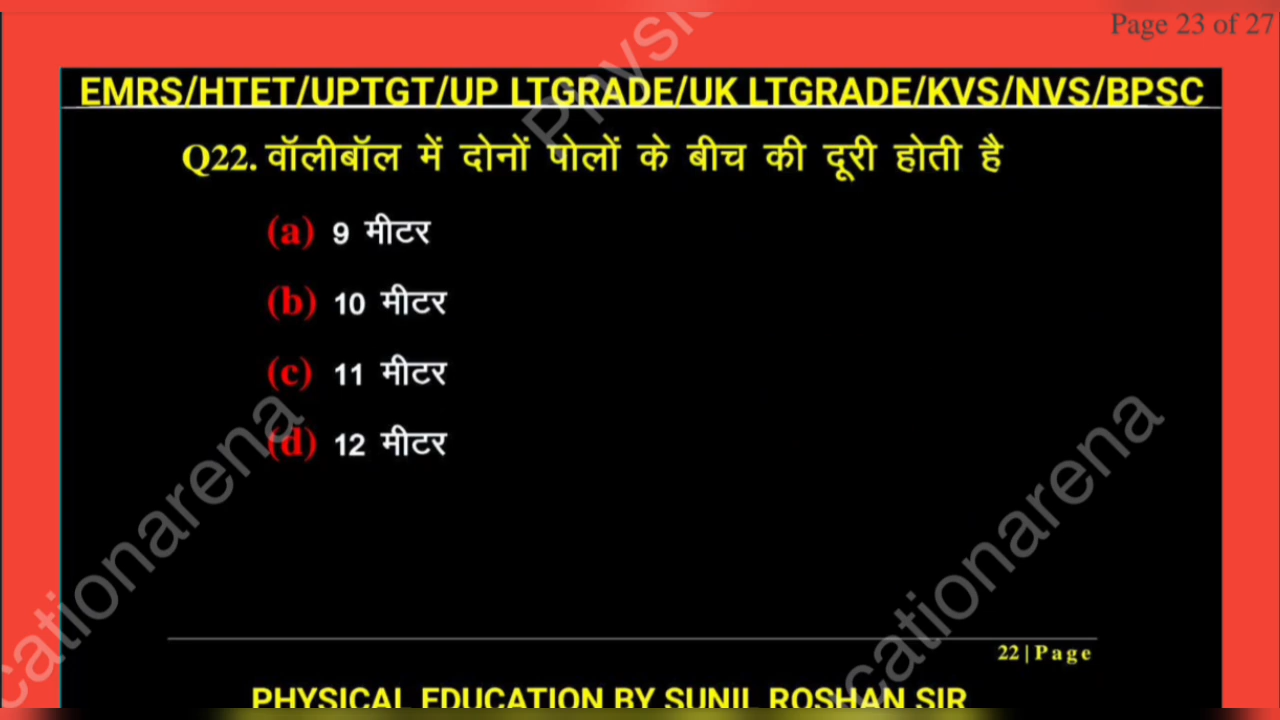 Page 23 of 27
EMRS/HTET/UPTGT/UP LTGRADE/UK LTGRADE/KVS/NVS/BPSC
Q22. वॉलीबॉल में दोनों पोलों के बीच की दूरी होती है
(a) 9 मीटर
(b) 10 मीटर
(c) 11 मीटर
(d) 12 मीटर
22 | P a g e
PHYSICAL EDUCATION BY SUNIL ROSHAN SIR